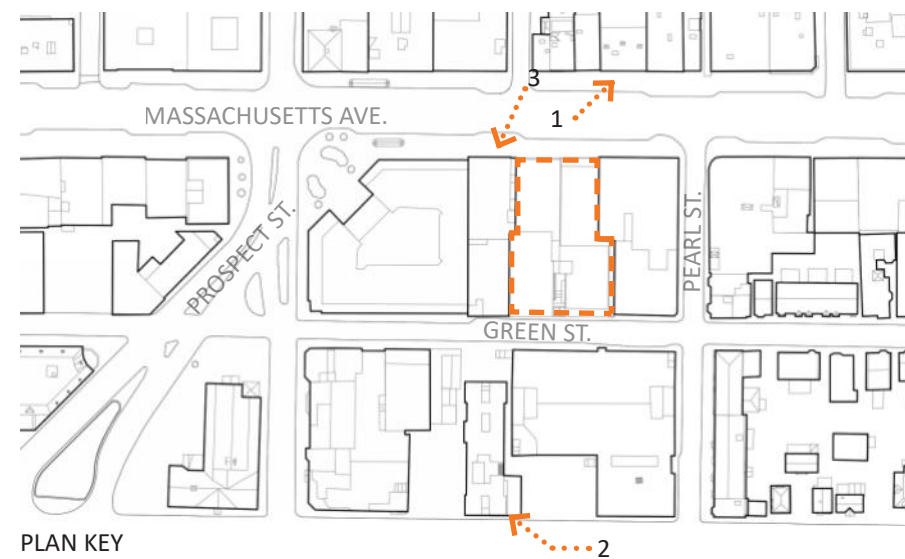 3
1
MASSACHUSETTS AVE.
PROSPECT ST.
PEARL ST.
GREEN ST.
PLAN KEY
2